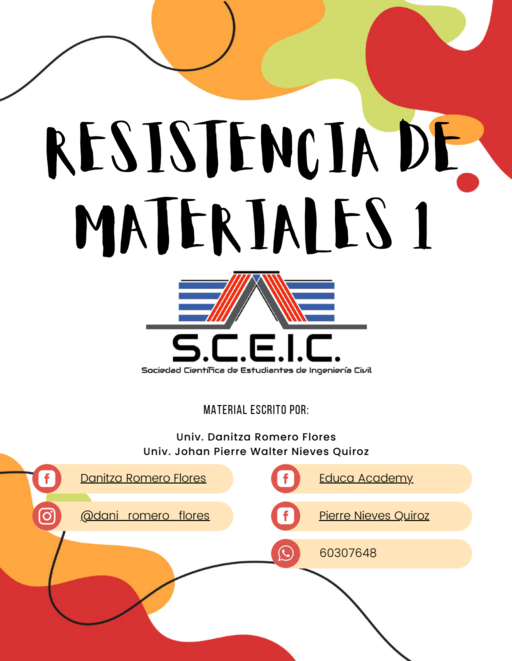 RESISTENCIA DE
MATERIALES 1
S.C.E.I.C.
Sociedad Científica de Estudiantes de Ingeniería Civil
MATERIAL ESCRITO POR:
Univ. Danitza Romero Flores
Univ. Johan Pierre Walter Nieves Quiroz
Danitza Romero Flores
Educa Academy
@dani_romero_flores
Pierre Nieves Quiroz
60307648